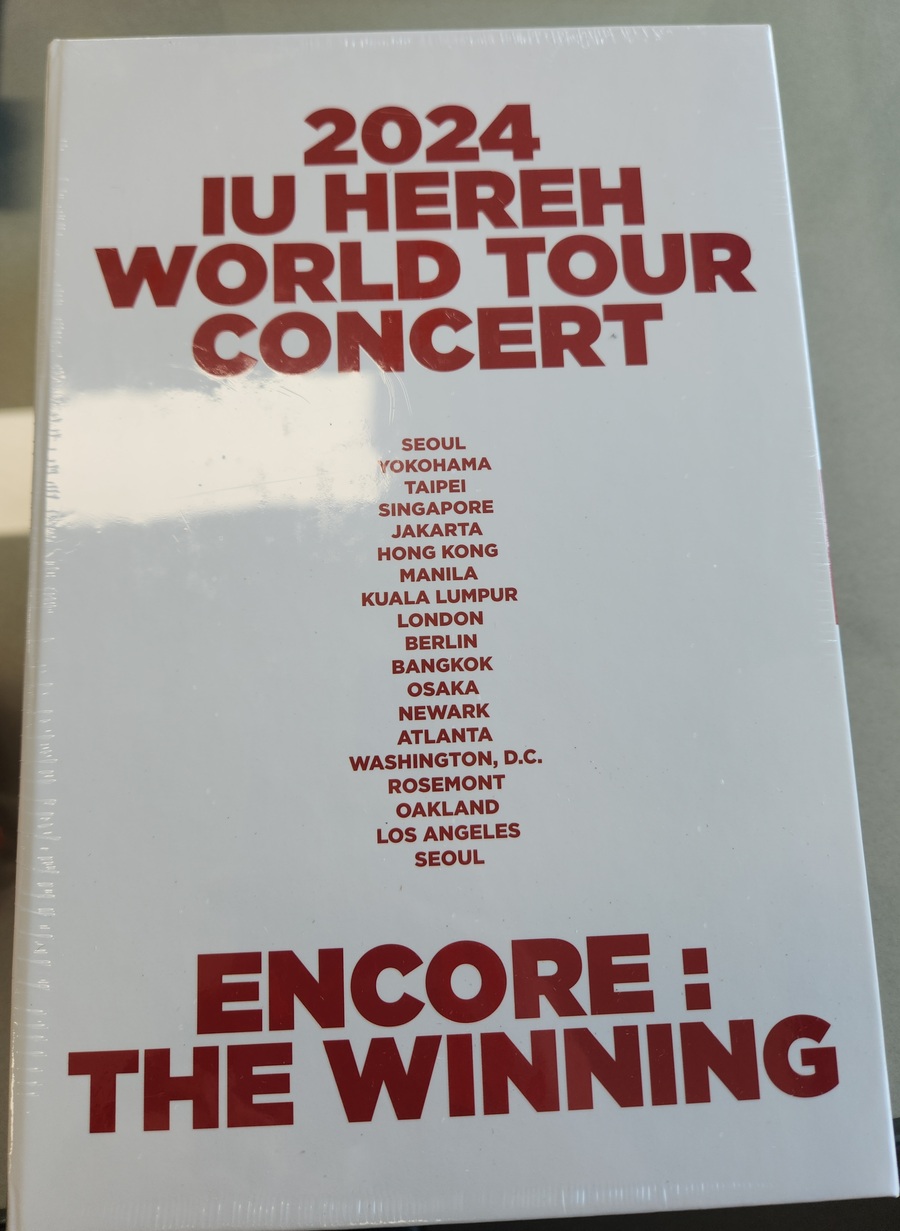 2024
IU HEREH
WORLD TOUR
CONCERT
SEOUL
YOKOHAMA
TAIPEI
SINGAPORE
JAKARTA
HONG KONG
MANILA
KUALA LUMPUR
LONDON
BERLIN
BANGKOK
OSAKA
NEWARK
ATLANTA
WASHINGTON, D.C.
ROSEMONT
OAKLAND
LOS ANGELES
SEOUL
ENCORE :
THE WINNING